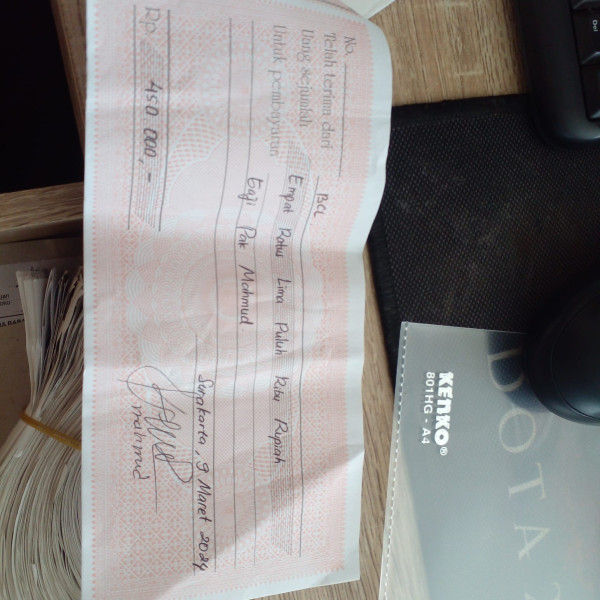 No.
Telah terima dari BCL
Uang sejumlah Empat Ratus Lima Puluh Ribu Rupiah
Untuk pembayaran Gaji Pak Mahmud
Surakarta, 9 Maret 2024
Rp. 450 000,-
mahmud
KENKO®
801HG - A4
DOTA 2
Del